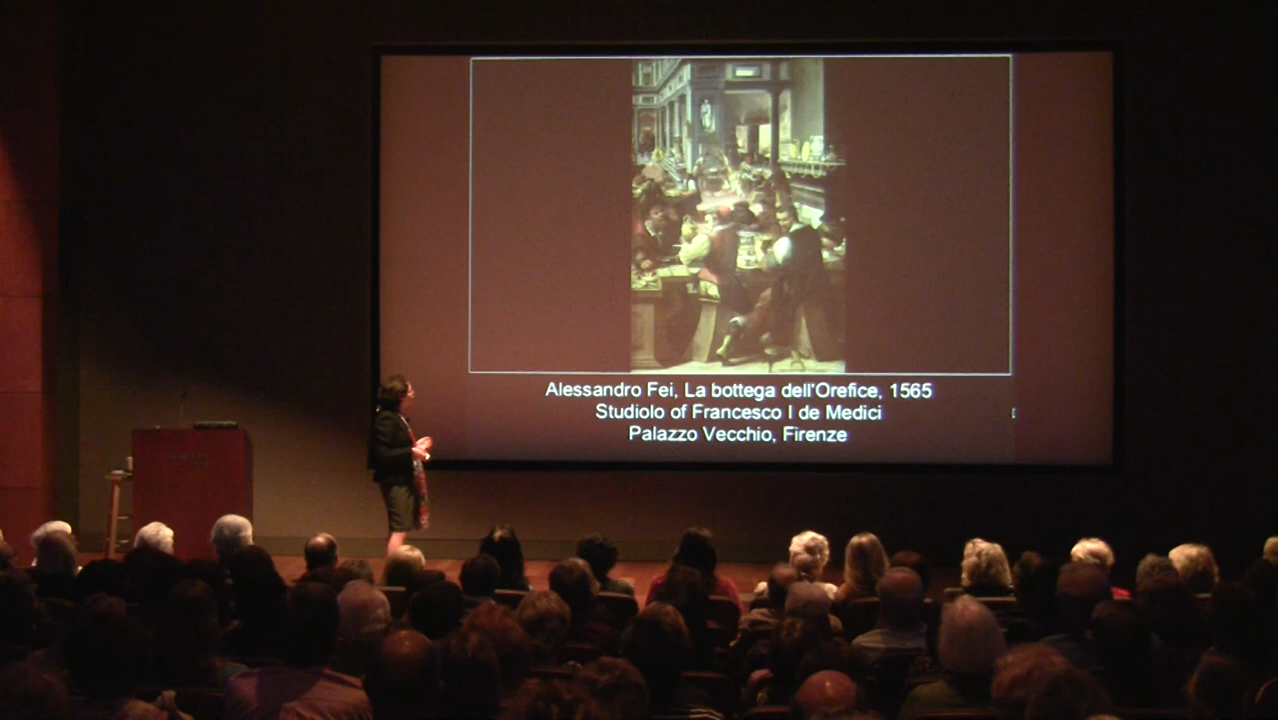 Alessandro Fei, La bottega dell'Orefice, 1565
Studiolo of Francesco I de Medici
Palazzo Vecchio, Firenze